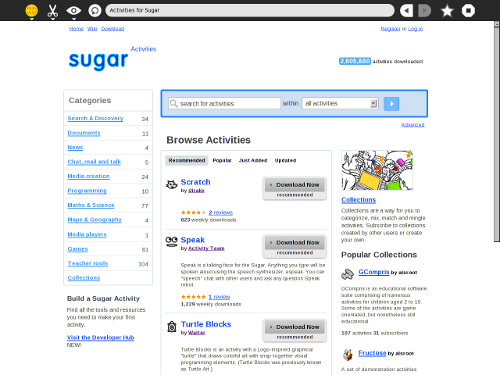 Activities for Sugar
Home Wiki Download
Register or Log in
sugar Activities
2,805,680 activities downloaded!
Categories
Search & Discovery 24
Documents 11
News 4
Chat, mail and talk 5
Media creation 24
Programming 10
Maths & Science 77
Maps & Geography 4
Media players 1
Games 61
Teacher tools 304
Collections
Build a Sugar Activity
Find all the tools and resources
you need to make your first
activity.
Visit the Developer Hub
NEW!
search for activities within all activities
Advanced
Browse Activities
Recommended Popular Just Added Updated
Scratch
by
Download Now
recommended
2 reviews
623 weekly downloads
Speak
by Activity Team
Download Now
recommended
Speak is a talking face for the Sugar. Anything you type will be
spoken aloud using the speech synthesizer, espeak. You can
"speech" chat with other users and ask any question Speak
robot.
1 review
1,229 weekly downloads
Turtle Blocks
by Walter
Download Now
recommended
Turtle Blocks is an activity with a Logo-inspired graphical
"turtle" that draws colorful art with snap-together visual
programming elements. (Turtle Blocks was previously known
as Turtle Art.)
Collections
Collections are a way for you to
categorize, mix, match and mingle
activities. Subscribe to collections
created by other users or create
your own.
Popular Collections
GCompris by alsroot
GCompris is an educational software
suite comprising of numerous
activities for children aged 2 to 10.
Some of the activities are game
orientated, but nonetheless still
educational.
107 activities 31 subscribers
Fructose by alsroot
A set of demonstration activities